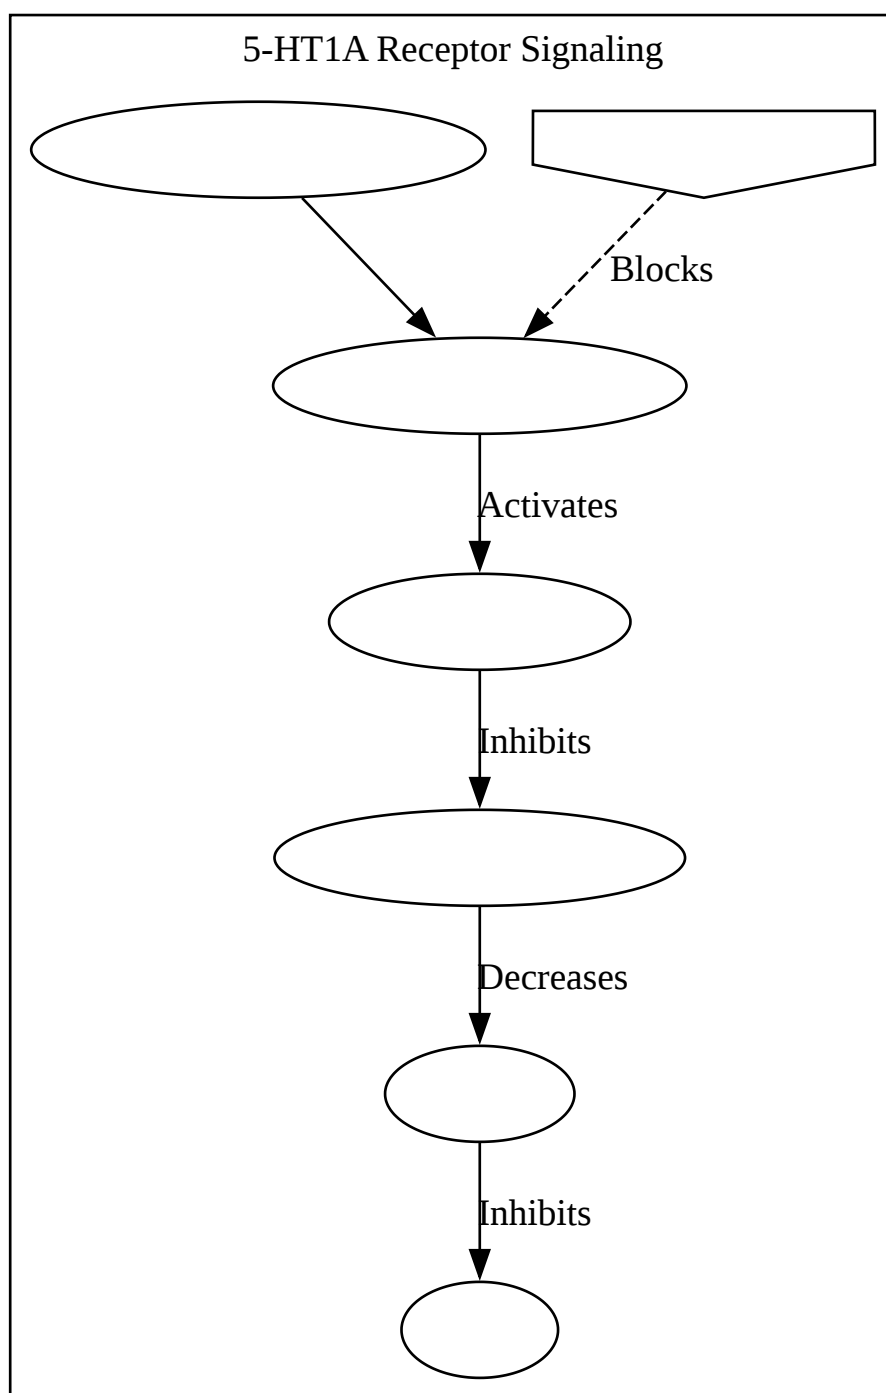 5-HT1A Receptor Signaling
Blocks
Activates
Inhibits
Decreases
Inhibits